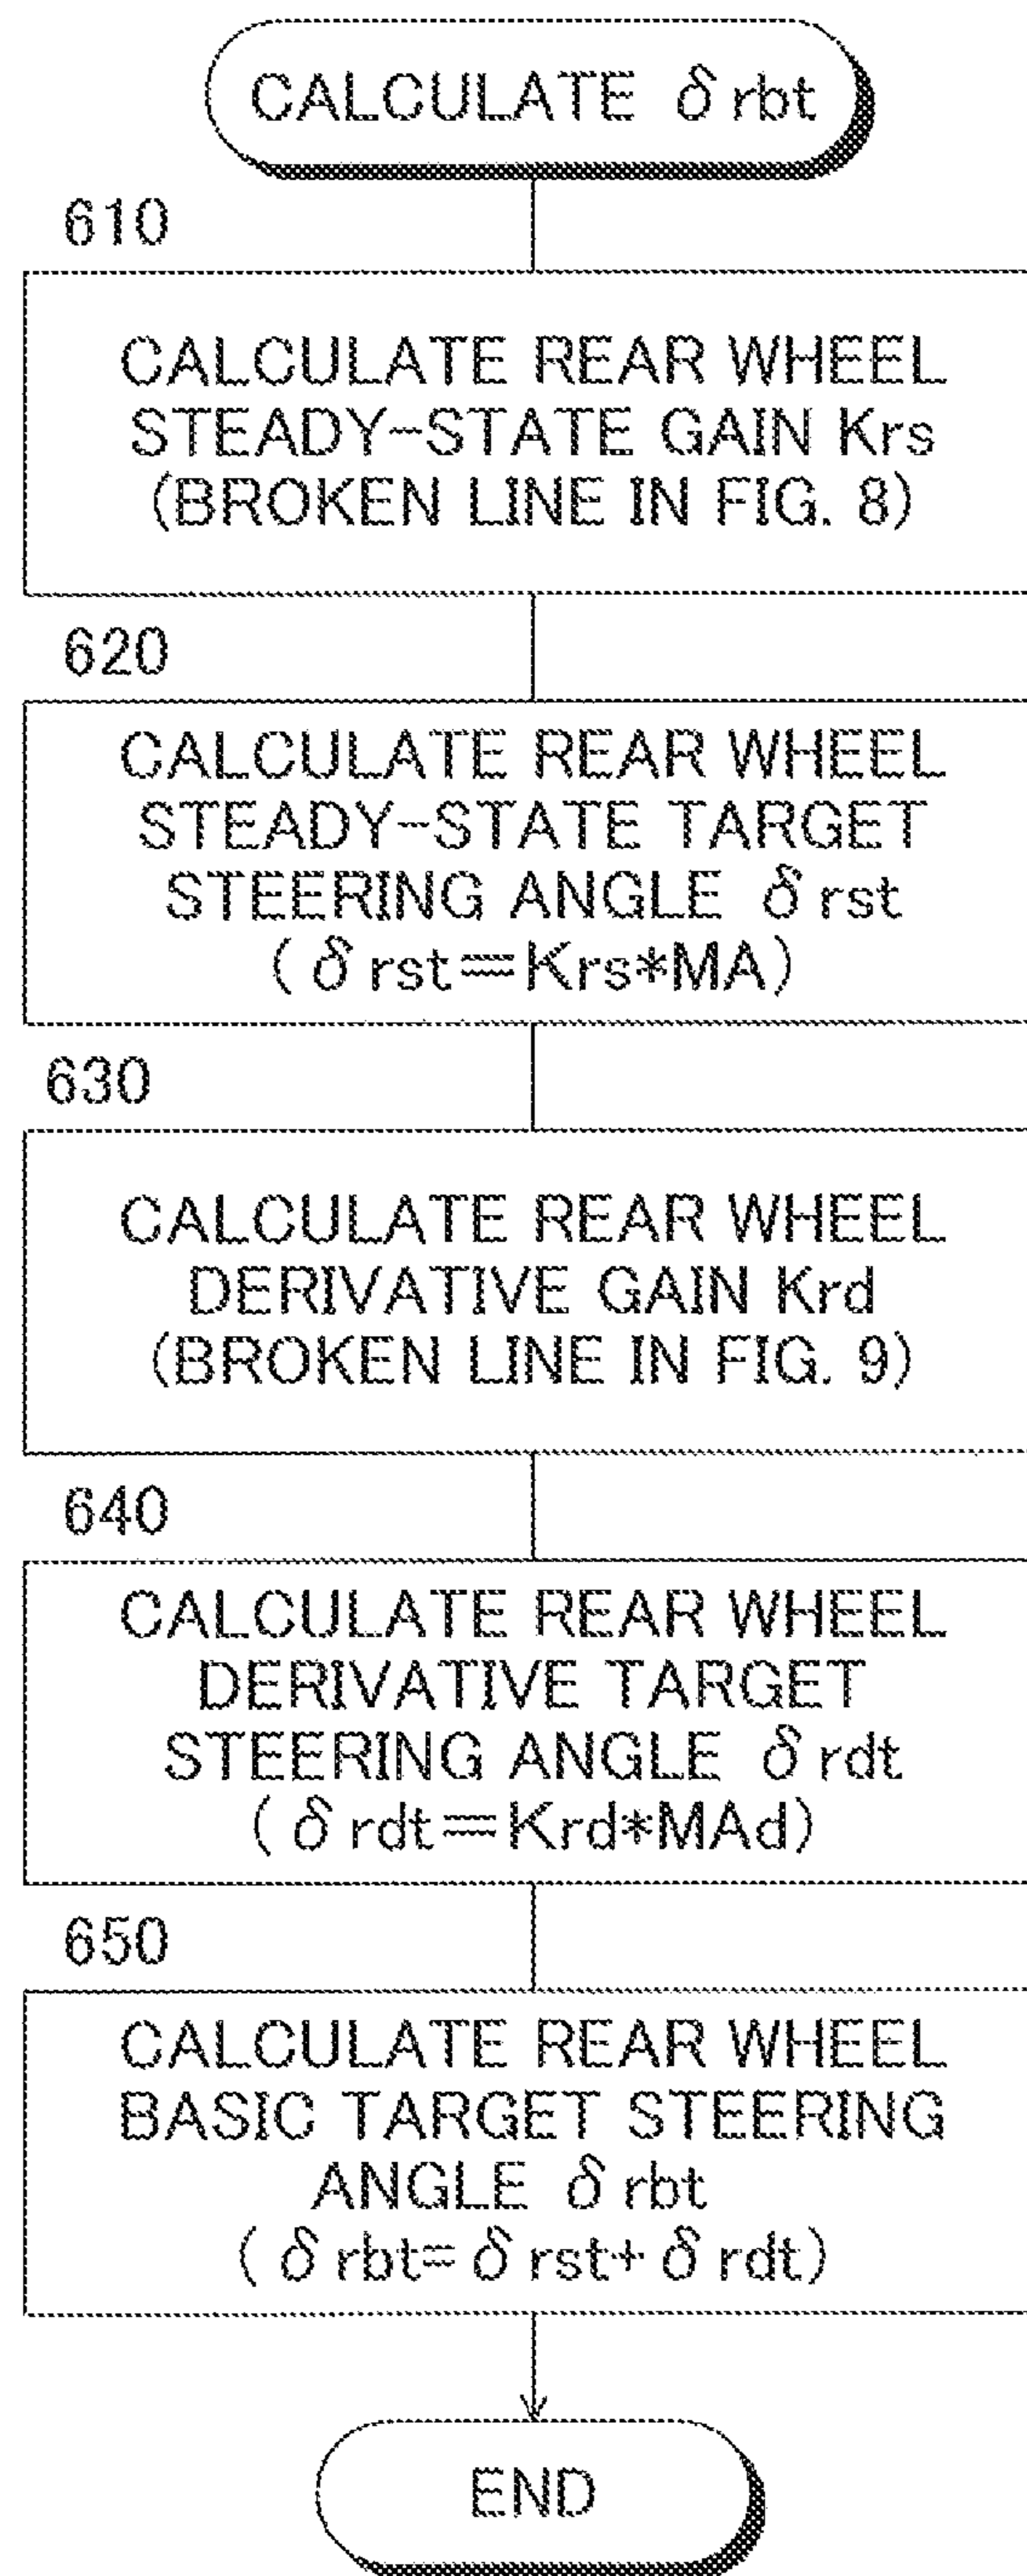 CALCULATE δrbt
610
CALCULATE REAR WHEEL
STEADY-STATE GAIN Krs
(BROKEN LINE IN FIG. 8)
620
CALCULATE REAR WHEEL
STEADY-STATE TARGET
STEERING ANGLE δrst
(δrst=Krs*MA)
630
CALCULATE REAR WHEEL
DERIVATIVE GAIN Krd
(BROKEN LINE IN FIG. 9)
640
CALCULATE REAR WHEEL
DERIVATIVE TARGET
STEERING ANGLE δrdt
(δrdt=Krd*MAd)
650
CALCULATE REAR WHEEL
BASIC TARGET STEERING
ANGLE δrbt
(δrbt=δrst+δrdt)
END